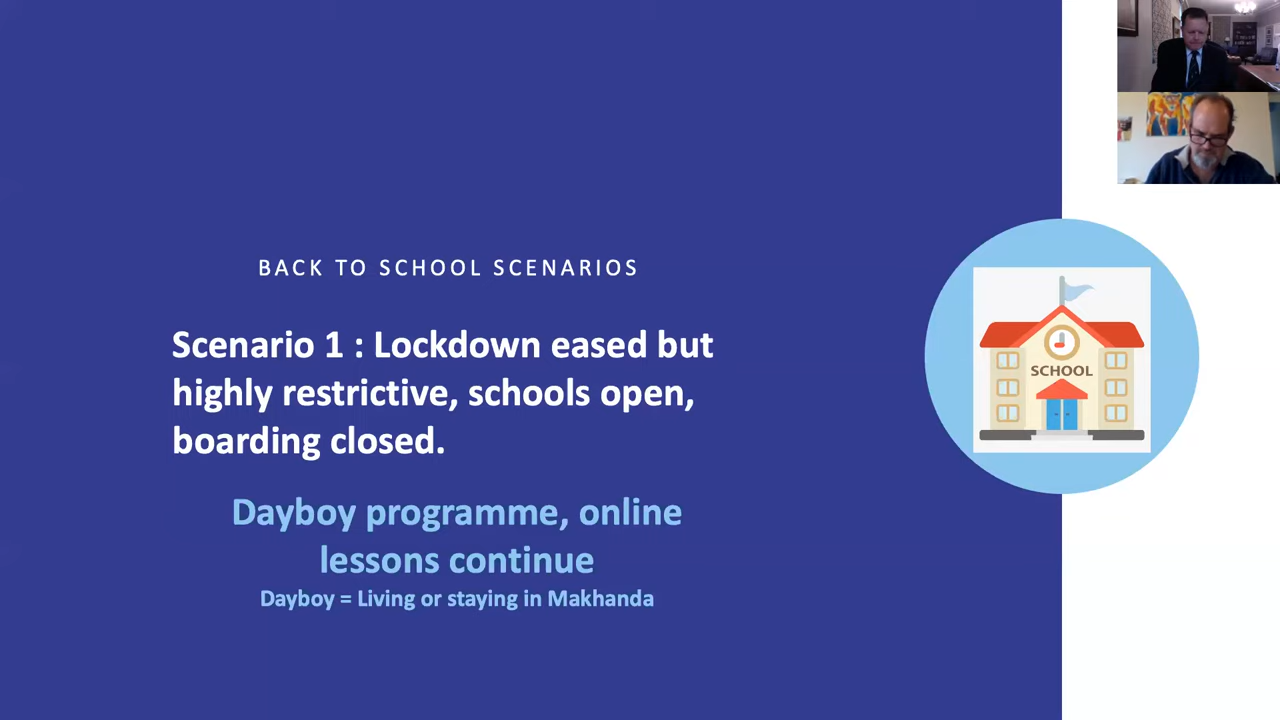 BACK TO SCHOOL SCENARIOS
Scenario 1 : Lockdown eased but
highly restrictive, schools open,
boarding closed.
Dayboy programme, online
lessons continue
Dayboy = Living or staying in Makhanda
SCHOOL